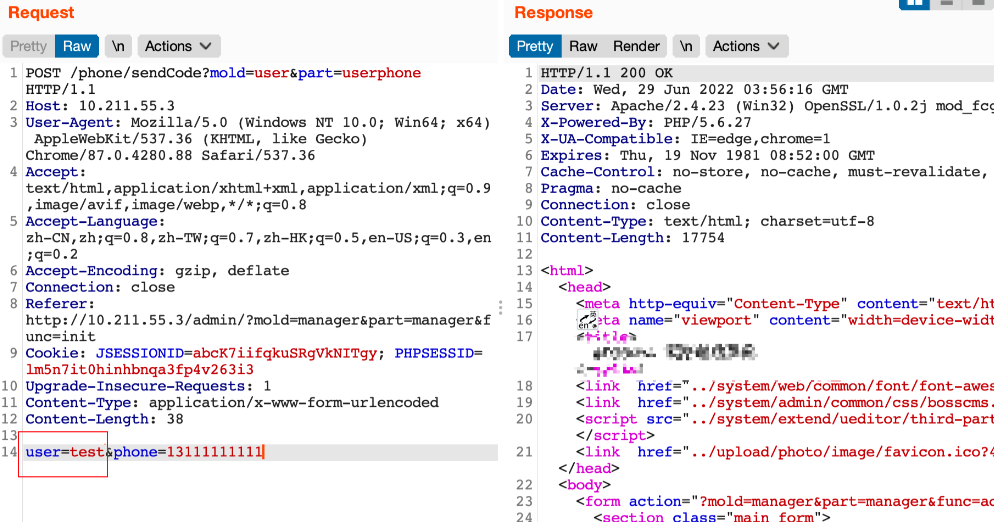 Request
Pretty Raw \n Actions
1 POST /phone/sendCode?mold=user&part=userphone
HTTP/1.1
2 Host: 10.211.55.3
3 User-Agent: Mozilla/5.0 (Windows NT 10.0; Win64; x64)
AppleWebKit/537.36 (KHTML, like Gecko)
Chrome/87.0.4280.88 Safari/537.36
4 Accept:
text/html,application/xhtml+xml,application/xml;q=0.9
,image/avif,image/webp,*/*;q=0.8
5 Accept-Language:
zh-CN,zh;q=0.8,zh-TW;q=0.7,zh-HK;q=0.5,en-US;q=0.3,en
;q=0.2
6 Accept-Encoding: gzip, deflate
7 Connection: close
8 Referer:
http://10.211.55.3/admin/?mold=manager&part=manager&f
unc=init
9 Cookie: JSESSIONID=abcK7iifqkuSRgVkNITgy; PHPSESSID=
lm5n7it0hinhbnqa3fp4v263i3
10 Upgrade-Insecure-Requests: 1
11 Content-Type: application/x-www-form-urlencoded
12 Content-Length: 38
13
14 user=test&phone=13111111111
Response
Pretty Raw Render \n Actions
1 HTTP/1.1 200 OK
2 Date: Wed, 29 Jun 2022 03:56:16 GMT
3 Server: Apache/2.4.23 (Win32) OpenSSL/1.0.2j mod_fcg
4 X-Powered-By: PHP/5.6.27
5 X-UA-Compatible: IE=edge,chrome=1
6 Expires: Thu, 19 Nov 1981 08:52:00 GMT
7 Cache-Control: no-store, no-cache, must-revalidate,
8 Pragma: no-cache
9 Connection: close
10 Content-Type: text/html; charset=utf-8
11 Content-Length: 17754
12
13 <html>
14 <head>
15 <meta http-equiv="Content-Type" content="text/ht
16 eta name="viewport" content="width=device-widt
17 <title>
18 <link href="../system/web/common/font/font-awes
19 <link href="../system/admin/common/css/bosscms.
20 <script src="../system/extend/ueditor/third-part
</script>
21 <link href="../upload/photo/image/favicon.ico?4
</head>
22 <body>
23 <form action="?mold=manager&part=manager&func=ad
24 <section class="main form">